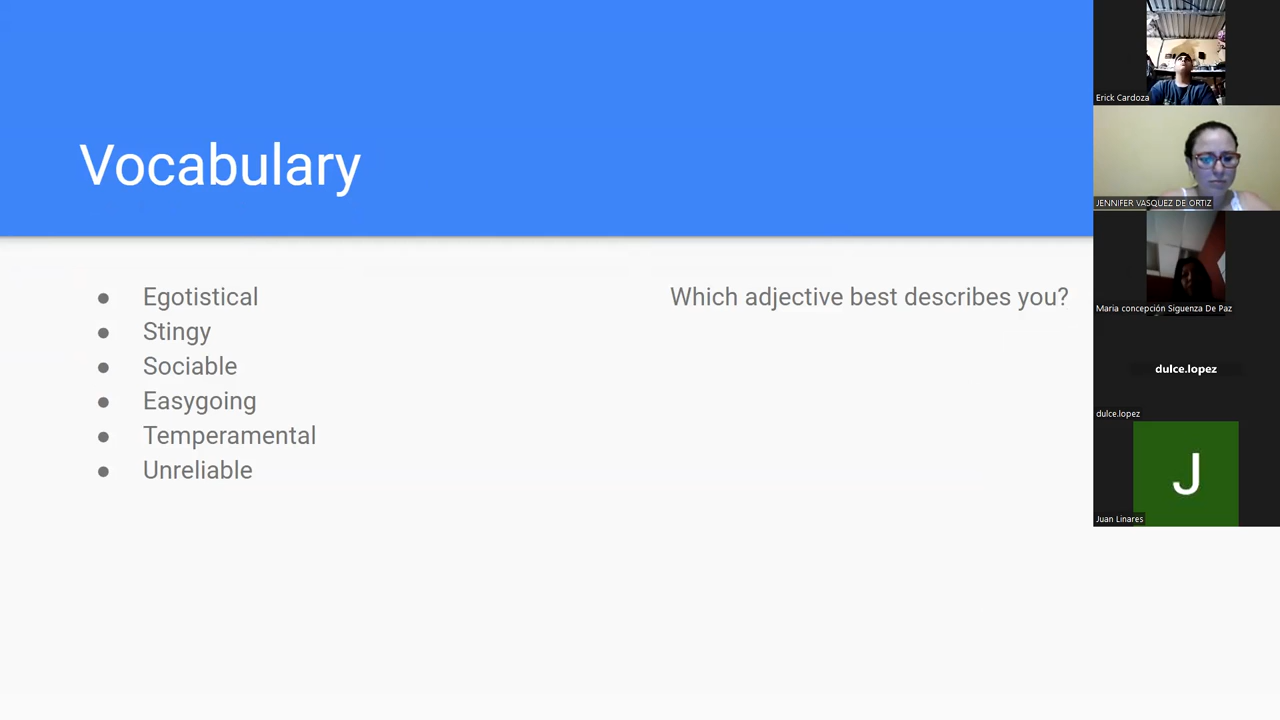 Vocabulary
Egotistical
Stingy
Sociable
Easygoing
Temperamental
Unreliable
Which adjective best describes you?
Erick Cardoza
JENNIFER VASQUEZ DE ORTIZ
Maria concepción Siguenza De Paz
dulce.lopez
dulce.lopez
J
Juan Linares